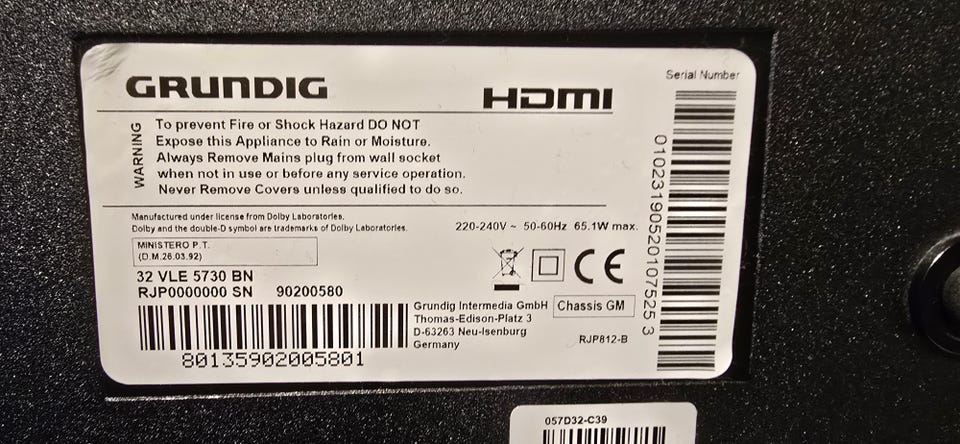 GRUNDIG
HDMI
WARNING
To prevent Fire or Shock Hazard DO NOT
Expose this Appliance to Rain or Moisture.
Always Remove Mains plug from wall socket
when not in use or before any service operation.
Never Remove Covers unless qualified to do so.
Manufactured under license from Dolby Laboratories.
Dolby and the double-D symbol are trademarks of Dolby Laboratories.
220-240V ~ 50-60Hz 65.1W max.
MINISTERO P.T.
(D.M.26.03.92)
CE
32 VLE 5730 BN
RJP0000000 SN 90200580
80135902005801
Grundig Intermedia GmbH
Thomas-Edison-Platz 3
D-63263 Neu-Isenburg
Germany
Chassis GM
RJP812-B
Serial Number
010231905201075253
057D32-C39